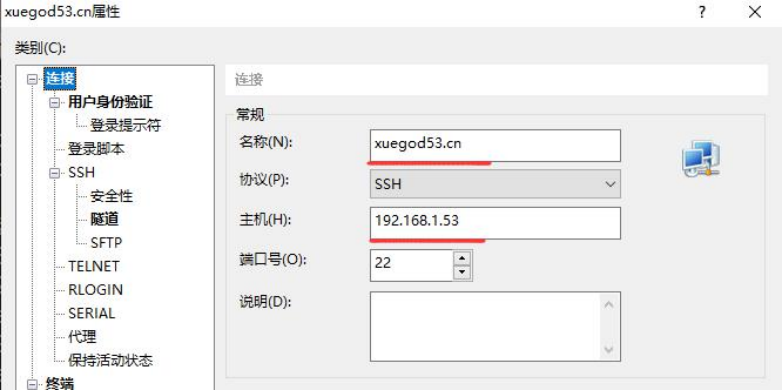 xuegod53.cn属性
?
类别(C):
连接
用户身份验证
登录提示符
登录脚本
SSH
安全性
隧道
SFTP
TELNET
RLOGIN
SERIAL
代理
保持活动状态
终端
连接
常规
名称(N): xuegod53.cn
协议(P): SSH
主机(H): 192.168.1.53
端口号(O): 22
说明(D):